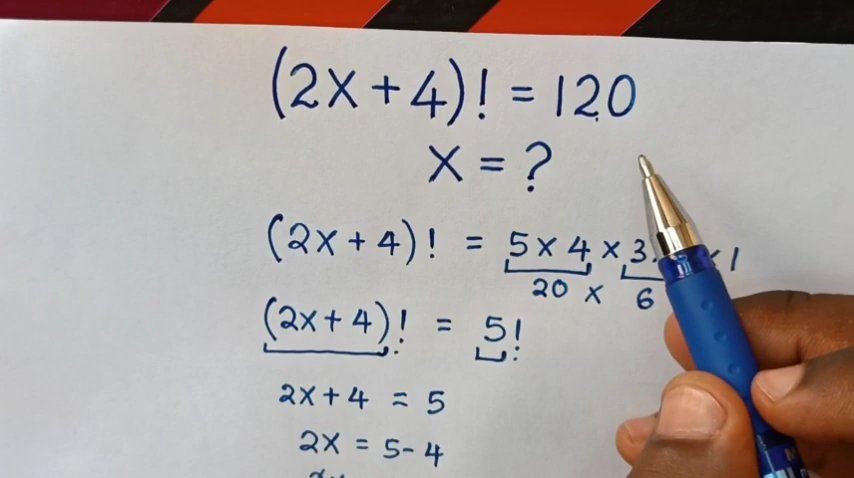 (2x+4)! = 120
x = ?
(2x+4)! = 5 x 4 x 3 x 1
20 x 6
(2x+4)! = 5!
2x+4 = 5
2x = 5-4